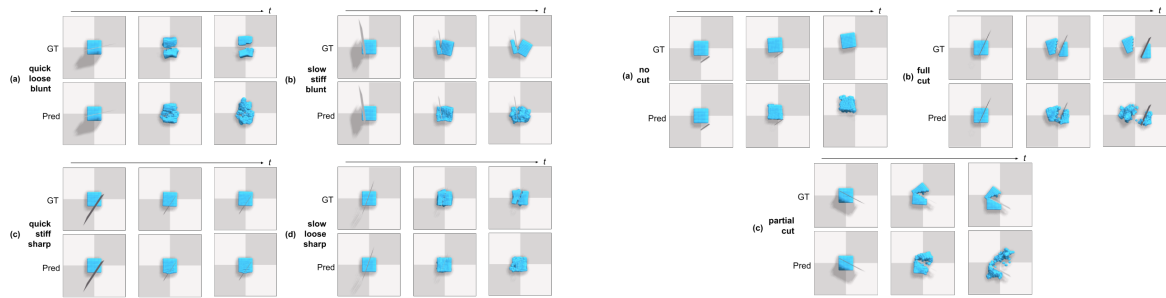 t
GT
(a) quick
loose
blunt
Pred
t
GT
(b) slow
stiff
blunt
Pred
t
GT
(c) quick
stiff
sharp
Pred
t
GT
(d) slow
loose
sharp
Pred
t
GT
(a) no
cut
Pred
t
GT
(b) full
cut
Pred
t
GT
(c) partial
cut
Pred